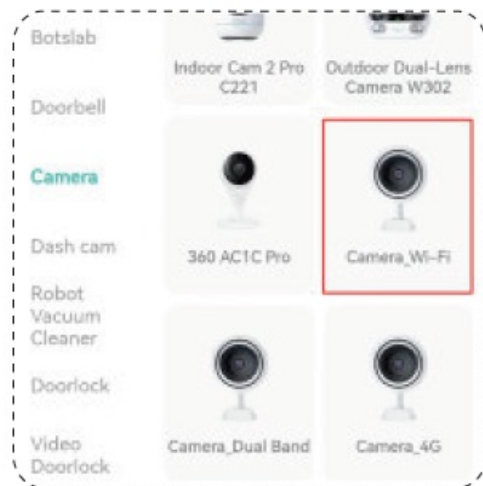 Botslab
Doorbell
Camera
Dash cam
Robot
Vacuum
Cleaner
Doorlock
Video
Doorlock
Indoor Cam 2 Pro
C221
Outdoor Dual-Lens
Camera W302
360 AC1C Pro
Camera_Wi-Fi
Camera_Dual Band
Camera_4G